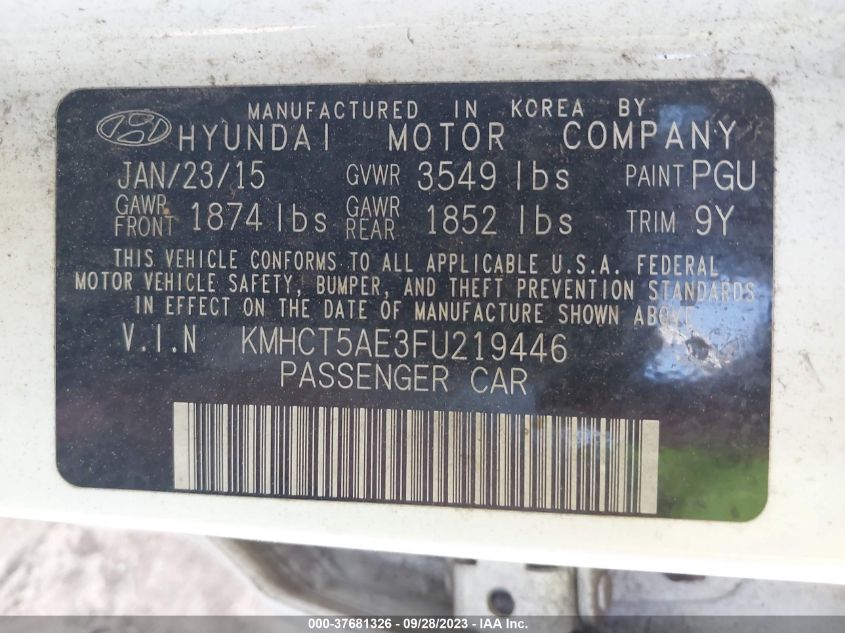 MANUFACTURED IN KOREA BY
HYUNDAI MOTOR COMPANY
JAN/23/15 GVWR 3549 lbs PAINT PGU
GAWR FRONT 1874 lbs GAWR REAR 1852 lbs TRIM 9Y
THIS VEHICLE CONFORMS TO ALL APPLICABLE U.S.A. FEDERAL
MOTOR VEHICLE SAFETY, BUMPER, AND THEFT PREVENTION STANDARDS
IN EFFECT ON THE DATE OF MANUFACTURE SHOWN ABOVE.
V.I.N KMHCT5AE3FU219446
PASSENGER CAR
000-37681326 - 09/28/2023 - © IAA Inc.